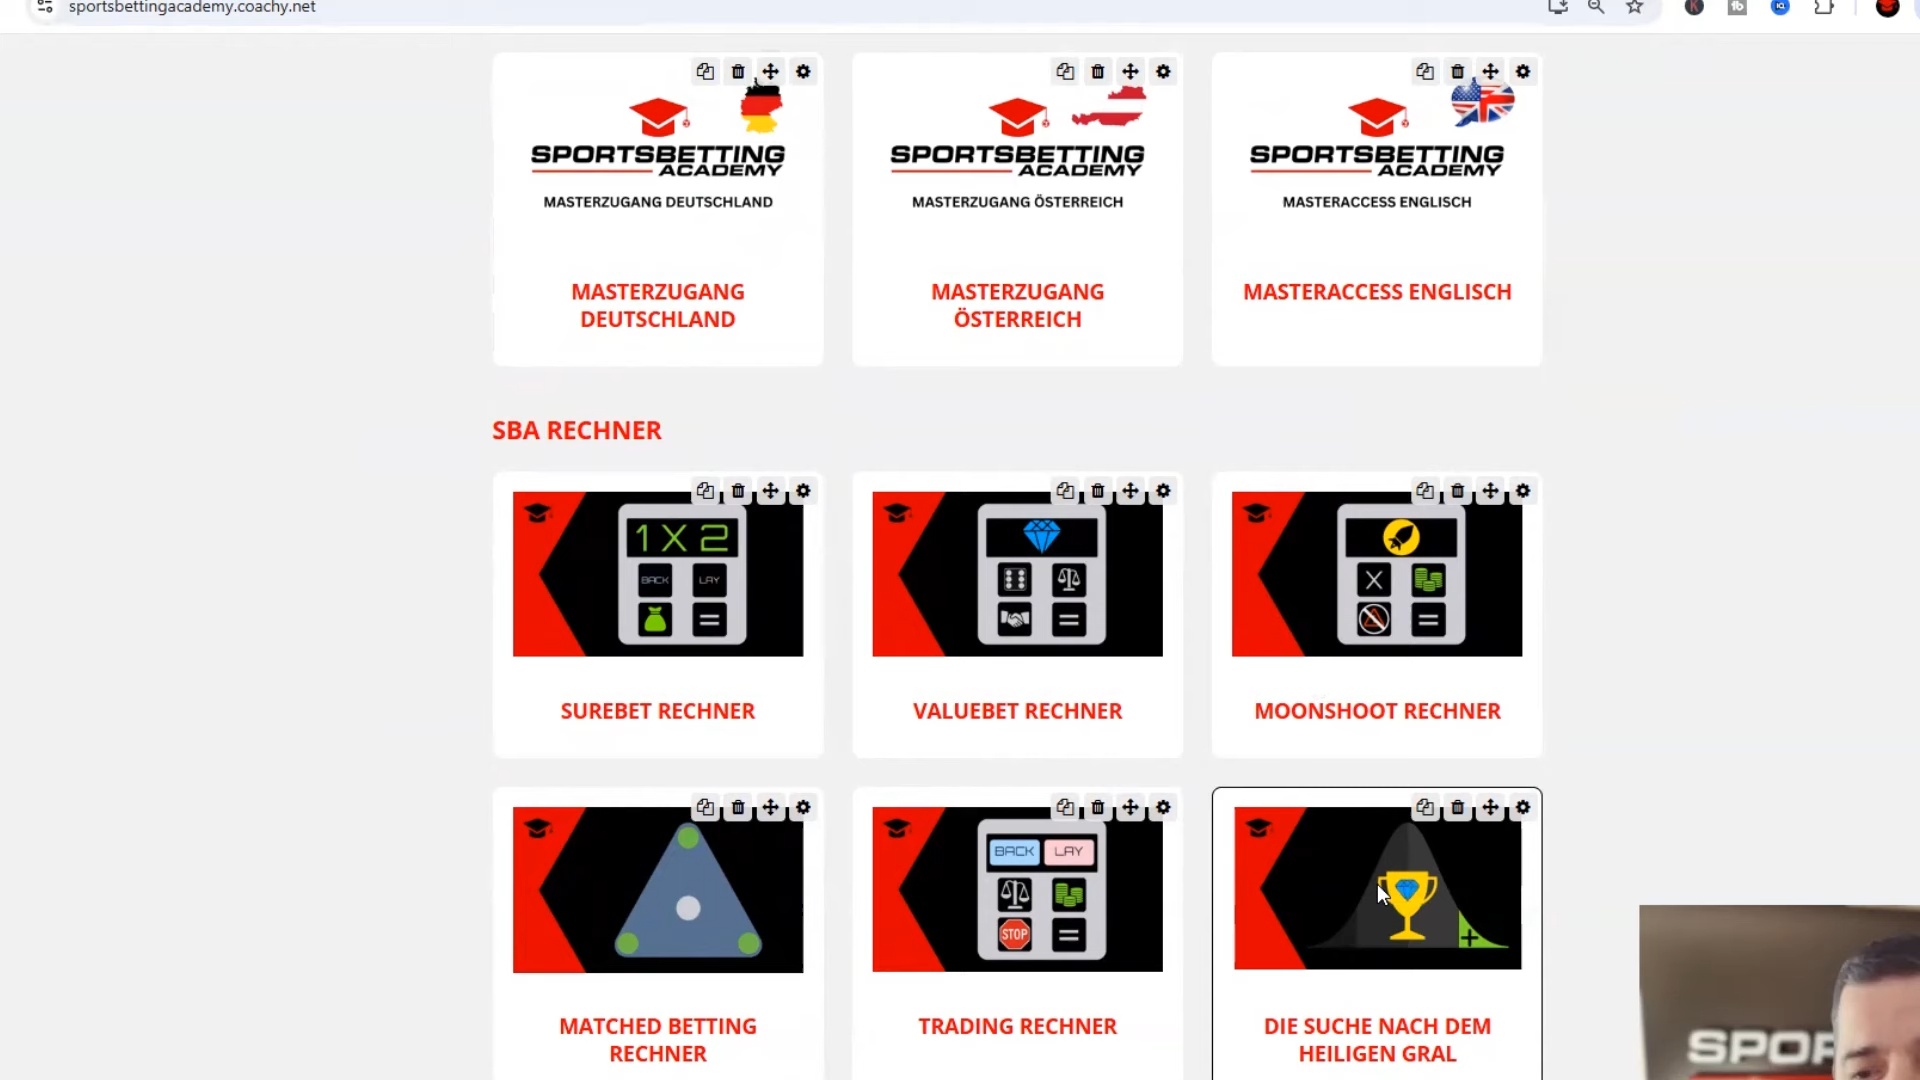 sportsbettingacademy.coachy.net
SPORTSBETTING
ACADEMY
MASTERZUGANG DEUTSCHLAND
MASTERZUGANG
DEUTSCHLAND
SPORTSBETTING
ACADEMY
MASTERZUGANG ÖSTERREICH
MASTERZUGANG
ÖSTERREICH
SPORTSBETTING
ACADEMY
MASTERACCESS ENGLISCH
MASTERACCESS ENGLISCH
SBA RECHNER
1 X 2
BACK LAY
=
SUREBET RECHNER
=
VALUEBET RECHNER
X
=
MOONSHOOT RECHNER
MATCHED BETTING
RECHNER
BACK LAY
STOP =
TRADING RECHNER
+
DIE SUCHE NACH DEM
HEILIGEN GRAL
SPOR